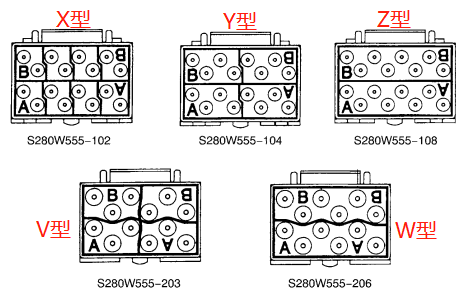 X型
B B
A A
S280W555-102
Y型
B B
A A
S280W555-104
Z型
B B
A A
S280W555-108
V型
B B
A A
S280W555-203
W型
B B
A A
S280W555-206